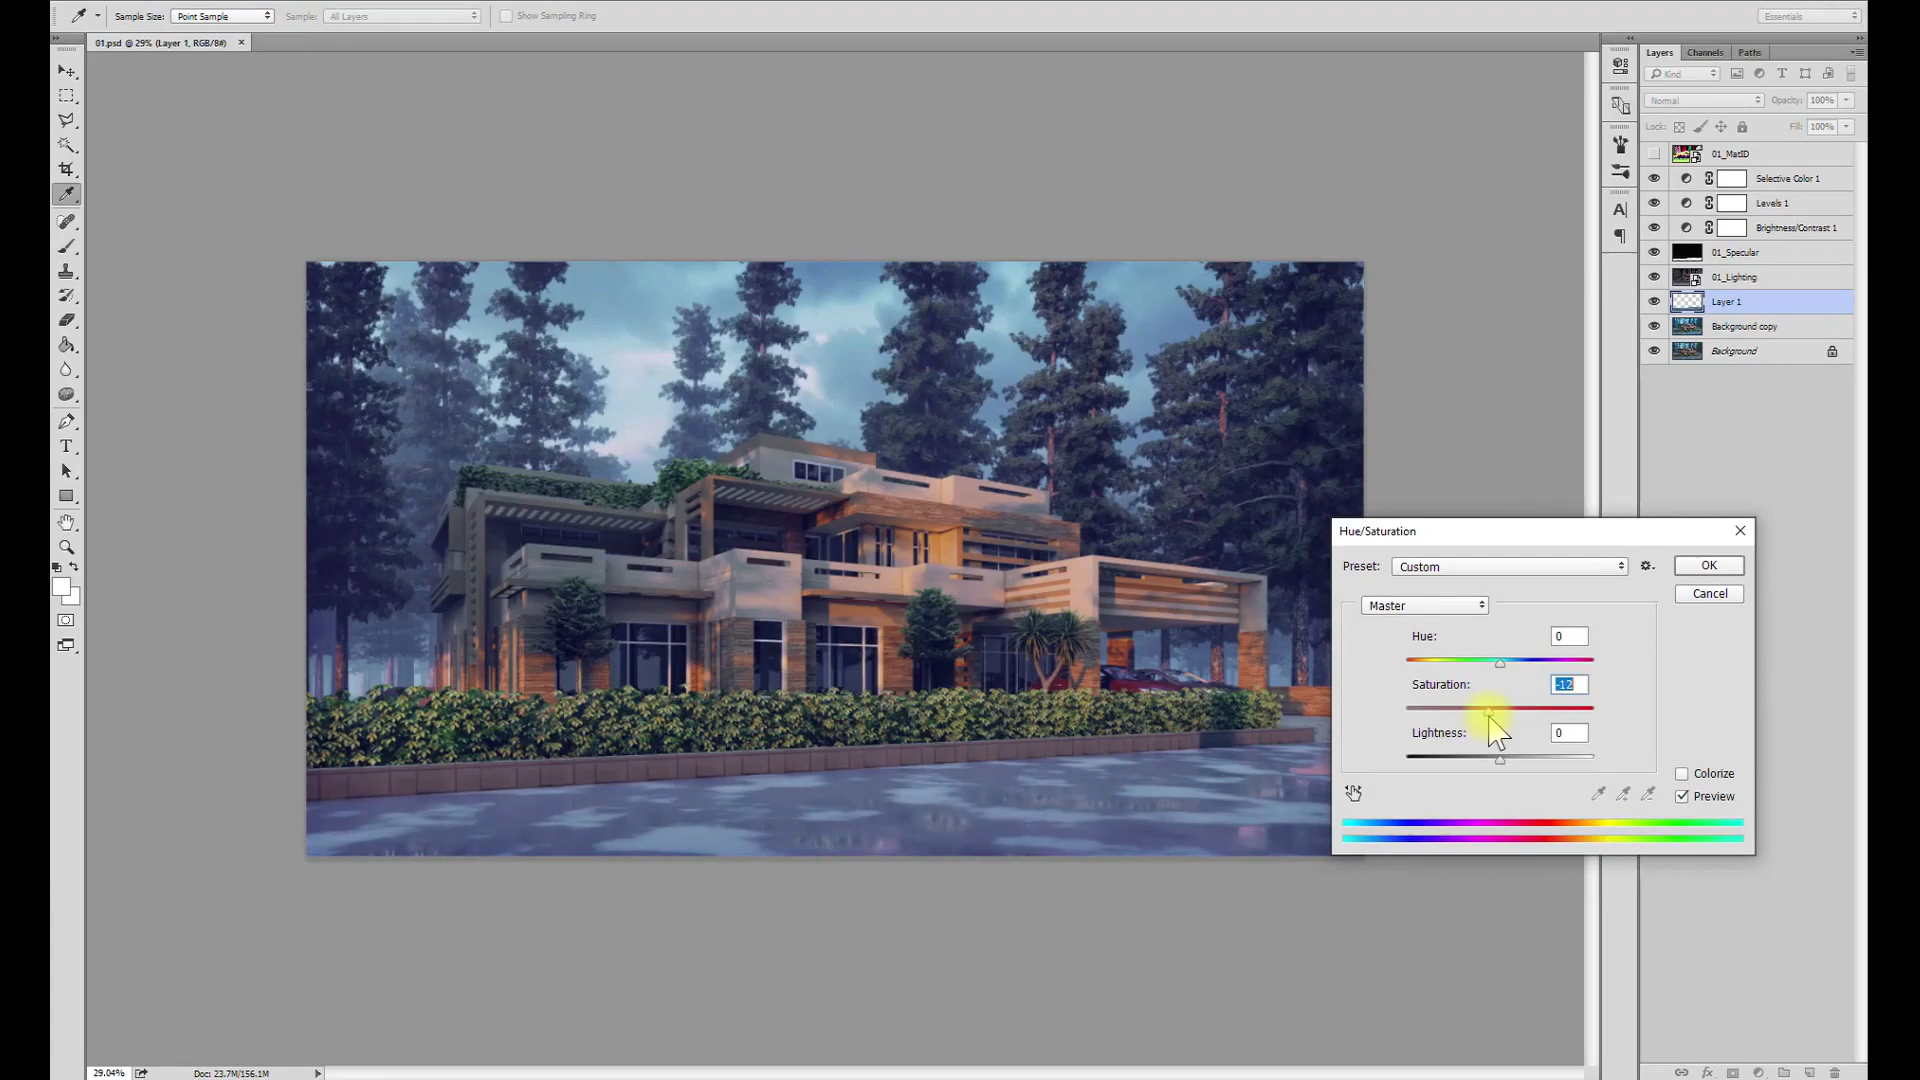 Sample Size: Point Sample Sample: All Layers Show Sampling Ring Essentials
01.psd @ 29% (Layer 1, RGB/8#)
Layers Channels Paths
Kind
Normal Opacity: 100%
Lock: Fill: 100%
01_MatID
Selective Color 1
Levels 1
Brightness/Contrast 1
01_Specular
01_Lighting
Layer 1
Background copy
Background
Hue/Saturation
Preset: Custom OK
Cancel
Master
Hue: 0
Saturation: -12
Lightness: 0
Colorize
Preview
29.04% Doc: 23.7M/156.1M